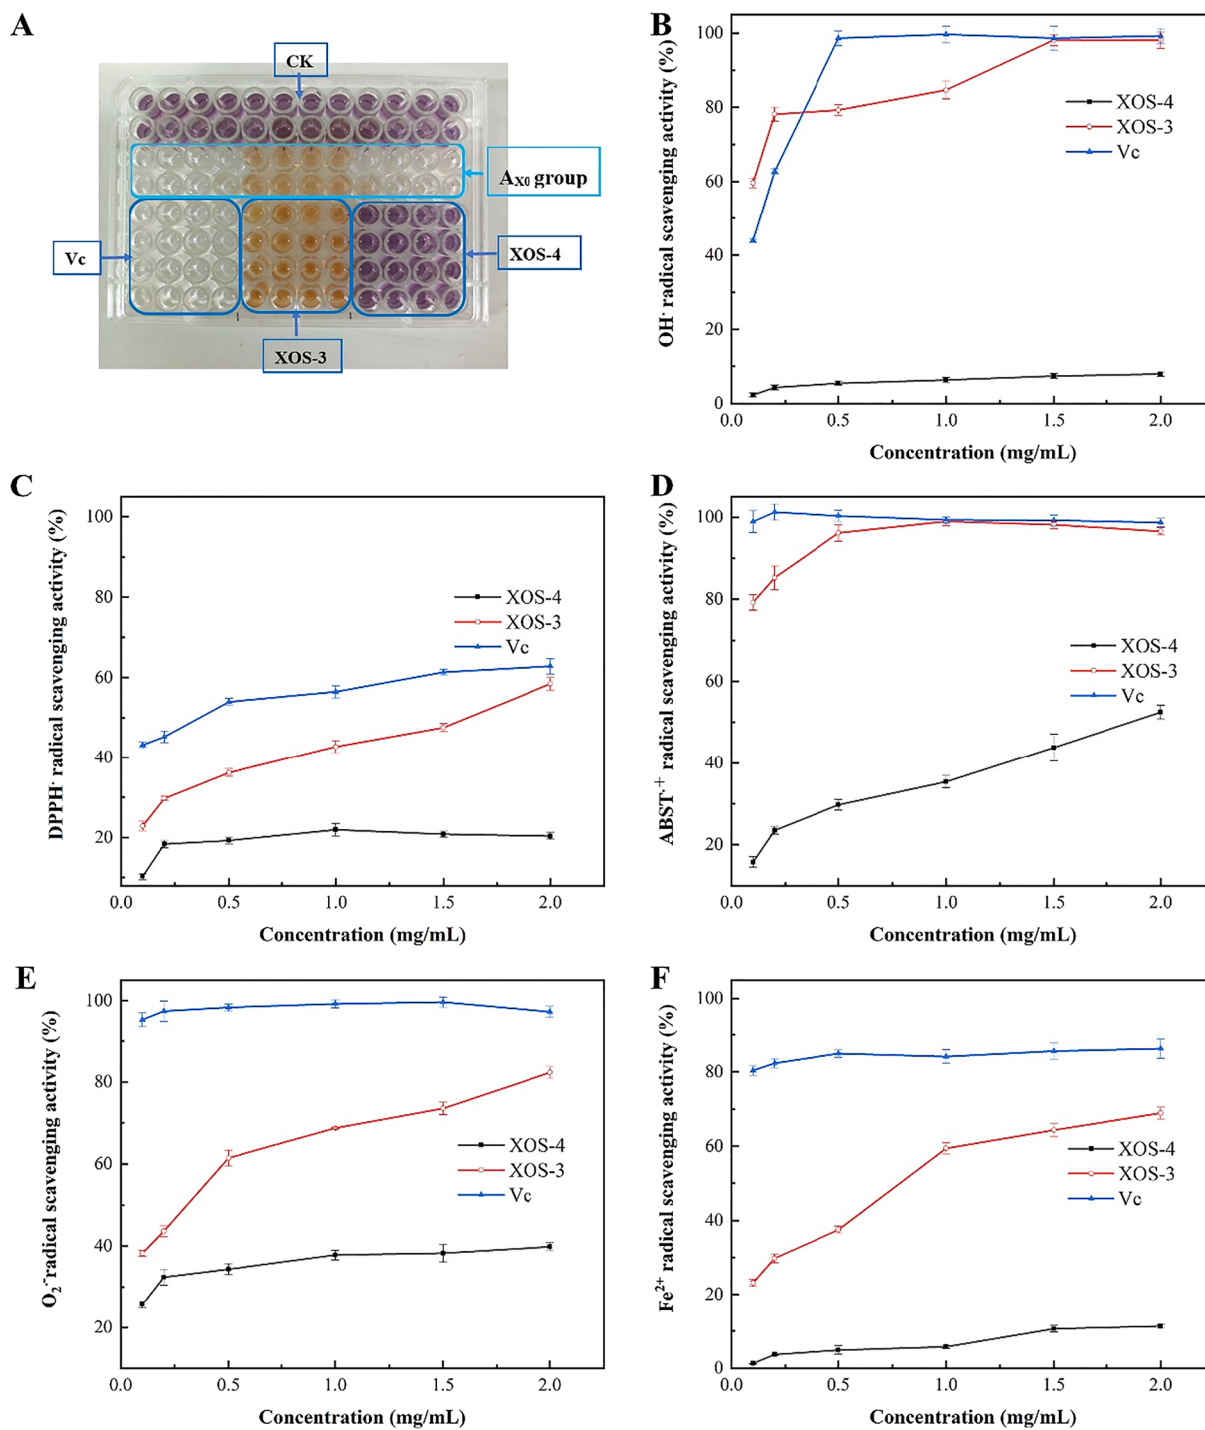 A
CK
A_X0 group
Vc
XOS-4
XOS-3
B
OH· radical scavenging activity (%)
100
80
60
40
20
0
XOS-4
XOS-3
Vc
0.0 0.5 1.0 1.5 2.0
Concentration (mg/mL)
C
DPPH· radical scavenging activity (%)
100
80
60
40
20
XOS-4
XOS-3
Vc
0.0 0.5 1.0 1.5 2.0
Concentration (mg/mL)
D
ABST·⁺ radical scavenging activity (%)
100
80
60
40
20
XOS-4
XOS-3
Vc
0.0 0.5 1.0 1.5 2.0
Concentration (mg/mL)
E
O₂·⁻radical scavenging activity (%)
100
80
60
40
20
XOS-4
XOS-3
Vc
0.0 0.5 1.0 1.5 2.0
Concentration (mg/mL)
F
Fe²⁺ radical scavenging activity (%)
100
80
60
40
20
0
XOS-4
XOS-3
Vc
0.0 0.5 1.0 1.5 2.0
Concentration (mg/mL)